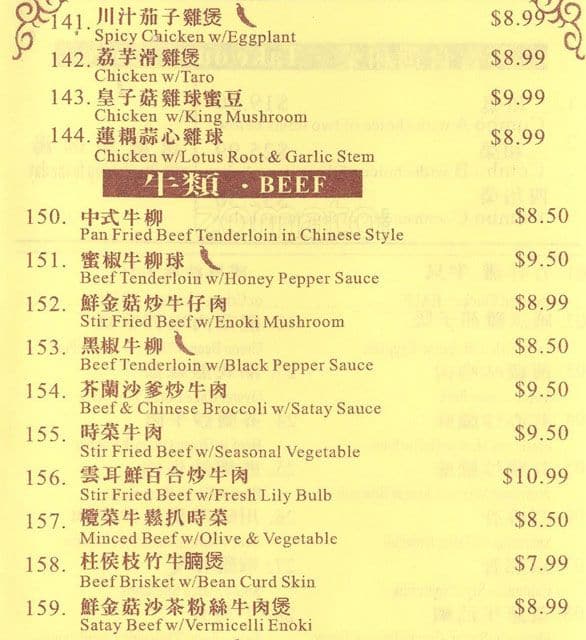 141. 川汁茄子雞煲 $8.99
Spicy Chicken w/Eggplant
142. 荔芋滑雞煲 $8.99
Chicken w/Taro
143. 皇子菇雞球蜜豆 $9.99
Chicken w/King Mushroom
144. 蓮耦蒜心雞球 $8.99
Chicken w/Lotus Root & Garlic Stem
牛類 · BEEF
150. 中式牛柳 $8.50
Pan Fried Beef Tenderloin in Chinese Style
151. 蜜椒牛柳球 $9.50
Beef Tenderloin w/Honey Pepper Sauce
152. 鮮金菇炒牛仔肉 $8.99
Stir Fried Beef w/Enoki Mushroom
153. 黑椒牛柳 $8.50
Beef Tenderloin w/Black Pepper Sauce
154. 芥蘭沙爹炒牛肉 $9.50
Beef & Chinese Broccoli w/Satay Sauce
155. 時菜牛肉 $9.50
Stir Fried Beef w/Seasonal Vegetable
156. 雲耳鮮百合炒牛肉 $10.99
Stir Fried Beef w/Fresh Lily Bulb
157. 欖菜牛鬆扒時菜 $8.50
Minced Beef w/Olive & Vegetable
158. 柱侯枝竹牛腩煲 $7.99
Beef Brisket w/Bean Curd Skin
159. 鮮金菇沙茶粉絲牛肉煲 $8.99
Satay Beef w/Vermicelli Enoki